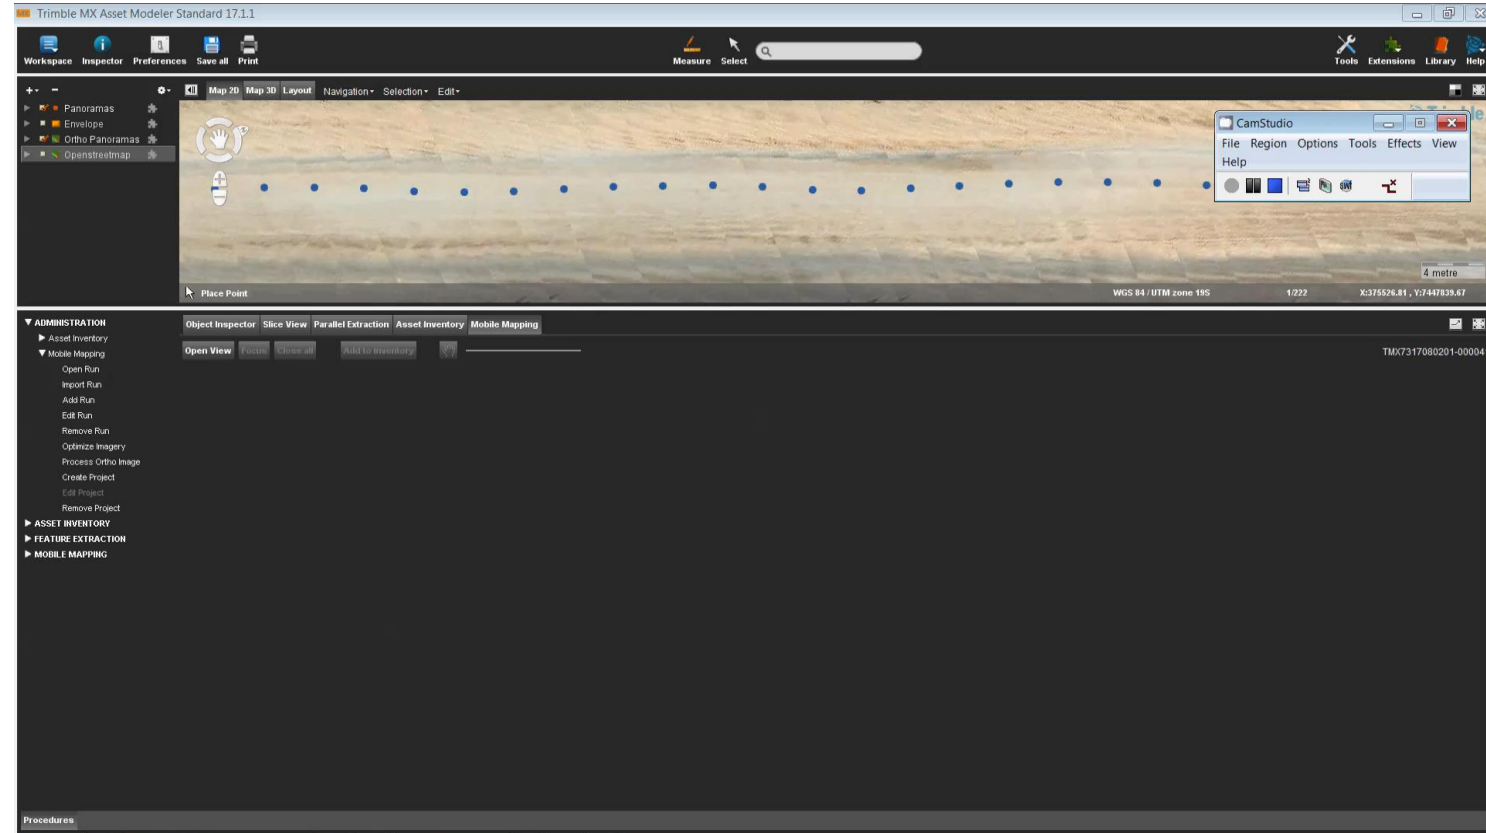 Trimble MX Asset Modeler Standard 17.1.1
Workspace Inspector Preferences Save all Print Measure Select Tools Extensions Library Help
Map 2D Map 3D Layout Navigation Selection Edit
Panoramas
Envelope
Ortho Panoramas
Openstreetmap
CamStudio
File Region Options Tools Effects View
Help
4 metre
Place Point WGS 84 / UTM zone 19S 1/222 X:375526.81 , Y:7447839.67
ADMINISTRATION
Asset Inventory
Mobile Mapping
Open Run
Import Run
Add Run
Edit Run
Remove Run
Optimize Imagery
Process Ortho Image
Create Project
Edit Project
Remove Project
ASSET INVENTORY
FEATURE EXTRACTION
MOBILE MAPPING
Object Inspector Slice View Parallel Extraction Asset Inventory Mobile Mapping
Open View Focus Close all Add to Inventory TMX7317080201-00004
Procedures